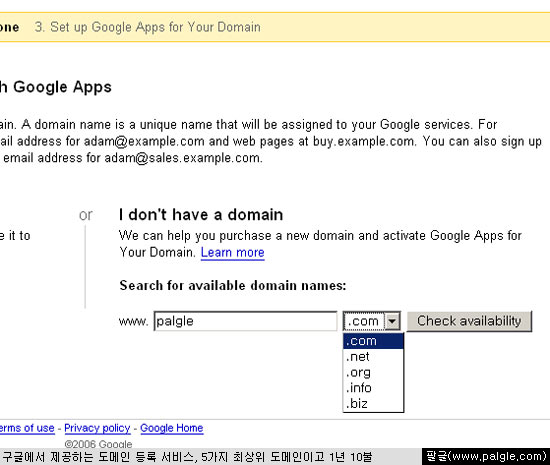 one 3. Set up Google Apps for Your Domain
h Google Apps
ain. A domain name is a unique name that will be assigned to your Google services. For
ail address for adam@example.com and web pages at buy.example.com. You can also sign up
email address for adam@sales.example.com.
e it to
or
I don't have a domain
We can help you purchase a new domain and activate Google Apps for
Your Domain. Learn more
Search for available domain names:
www. palgle .com Check availability
.com
.net
.org
.info
.biz
erms of use - Privacy policy - Google Home
©2006 Google
구글에서 제공하는 도메인 등록 서비스, 5가지 최상위 도메인이고 1년 10불
팔글(www.palgle.com)